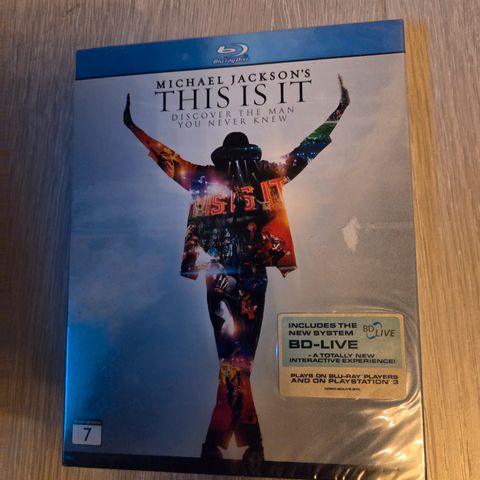 Blu-ray Disc
MICHAEL JACKSON'S
THIS IS IT
DISCOVER THE MAN
YOU NEVER KNEW
THIS IS IT
INCLUDES THE
NEW SYSTEM
BD LIVE
BD-LIVE
- A TOTALLY NEW
INTERACTIVE EXPERIENCE!
PLAYS ON BLU-RAY PLAYERS
AND ON PLAYSTATION 3
7